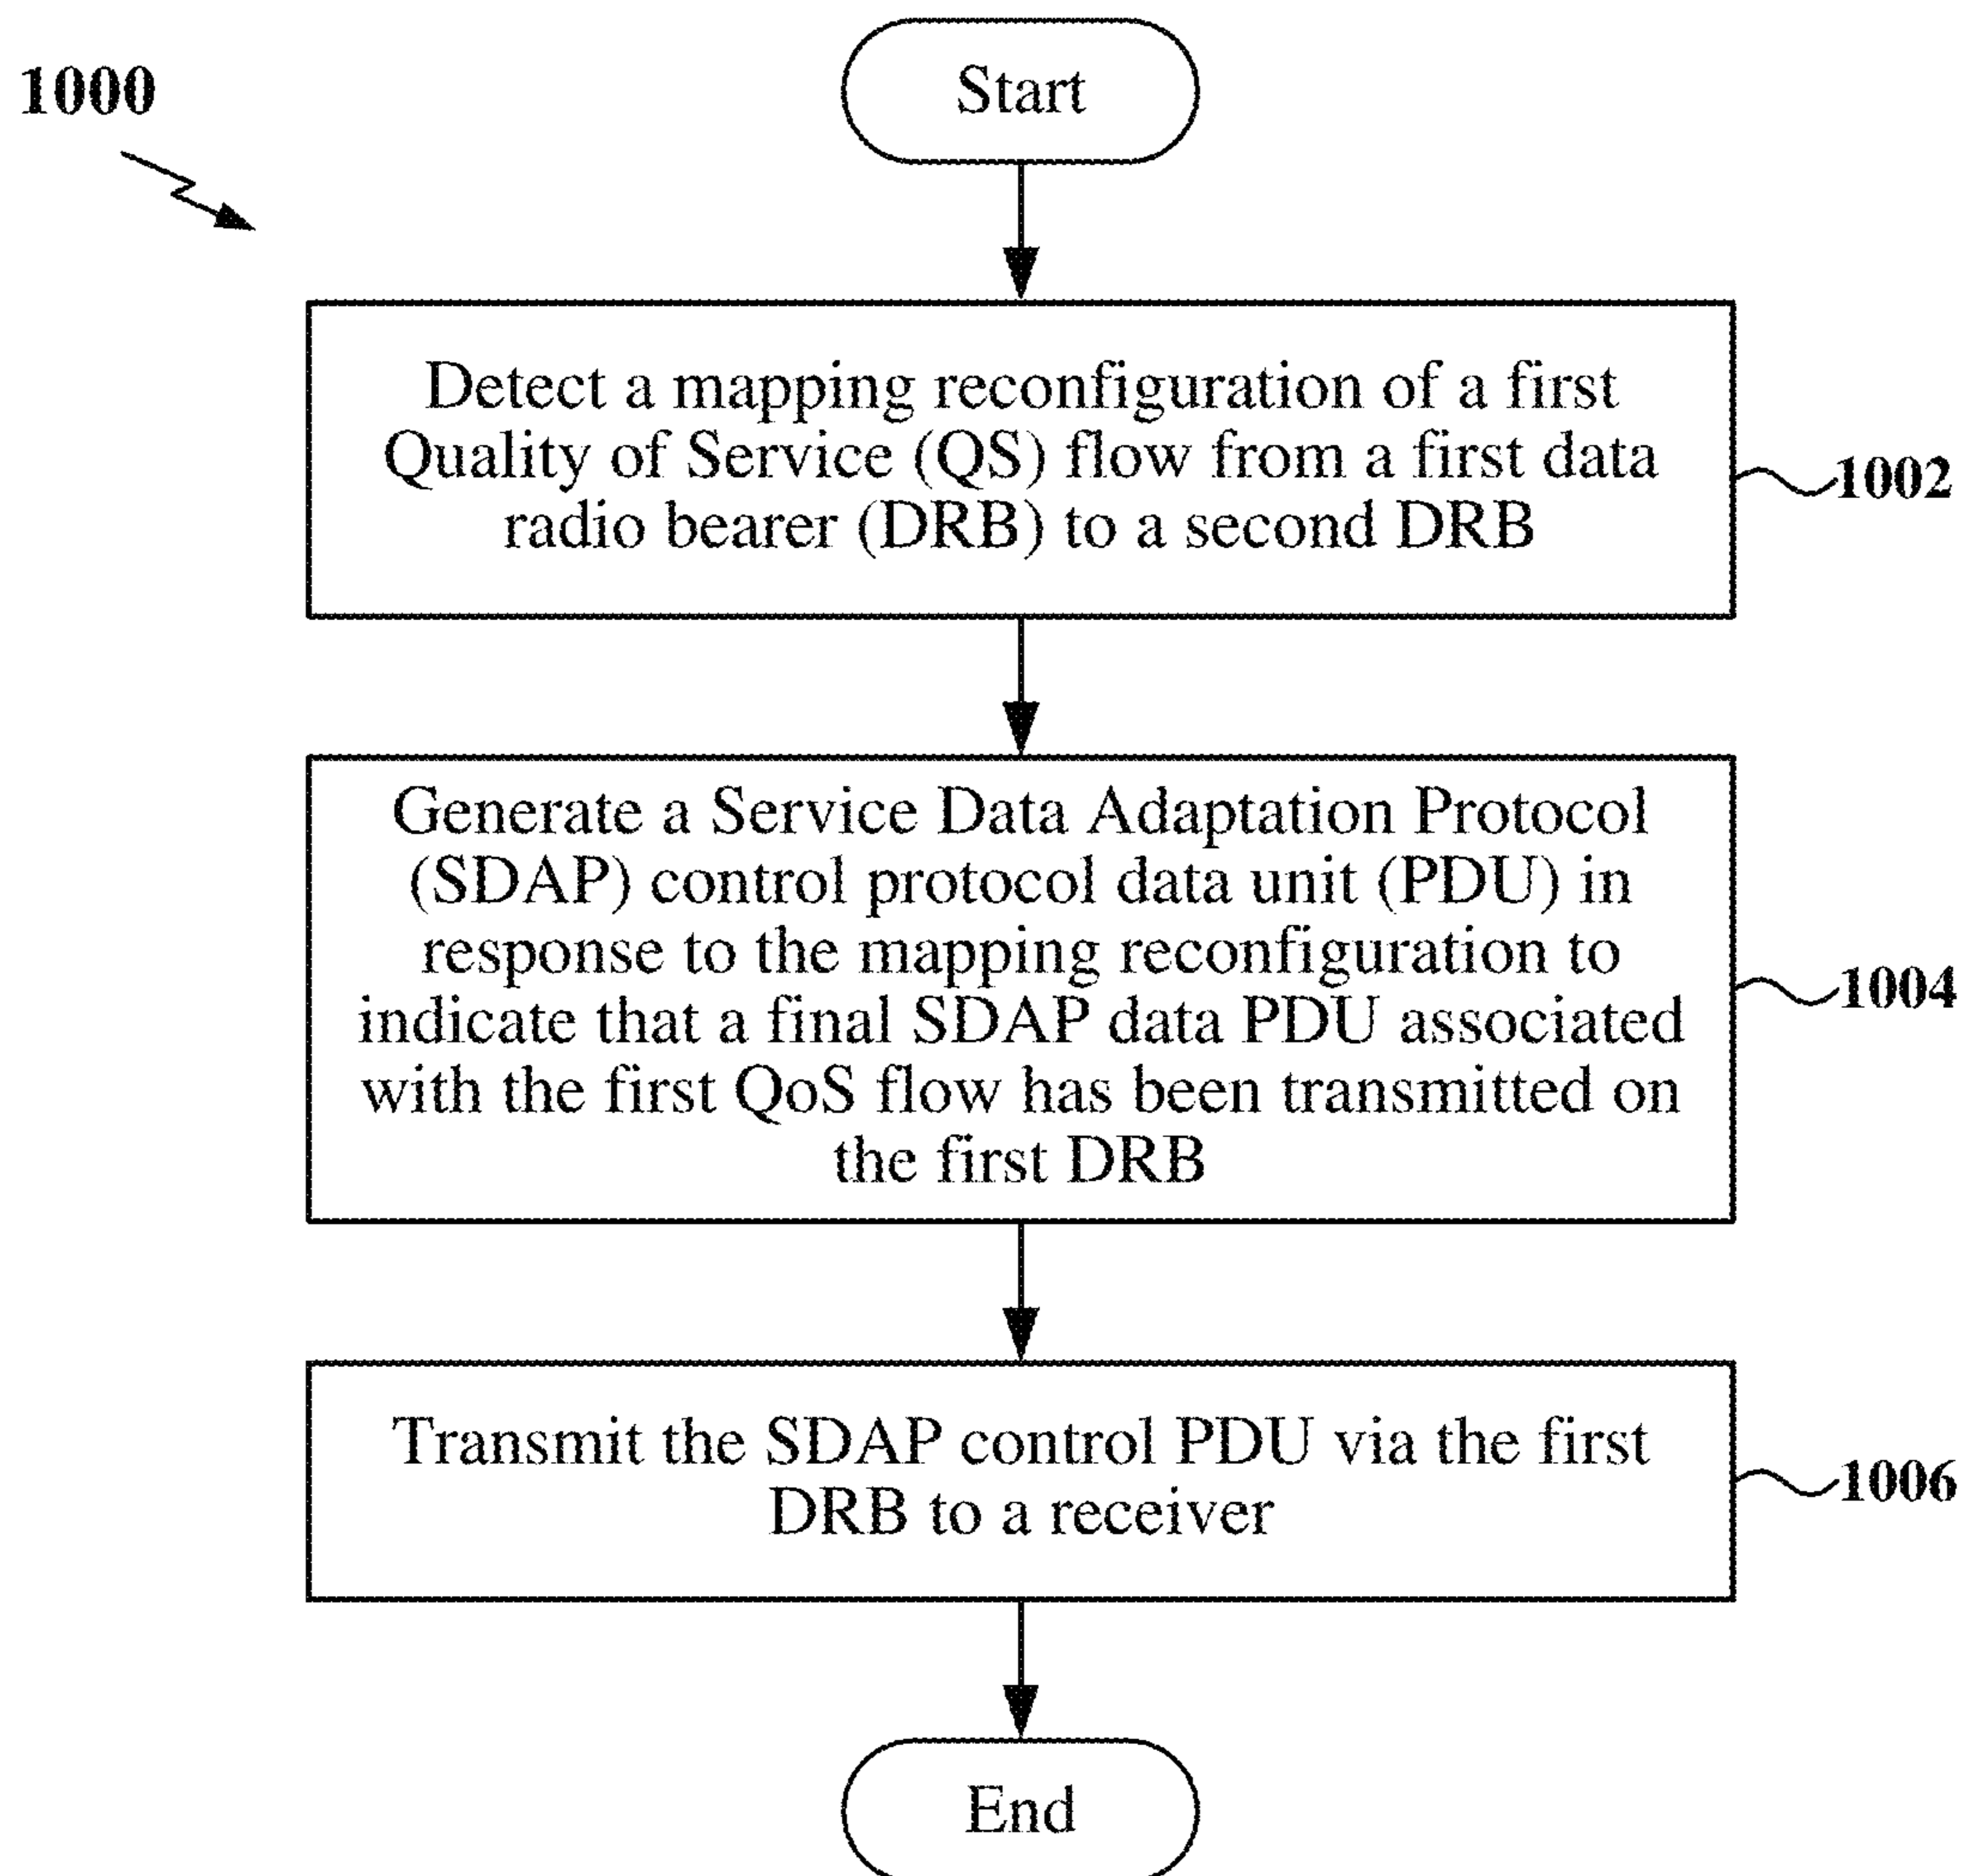 1000
Start
Detect a mapping reconfiguration of a first
Quality of Service (QS) flow from a first data
radio bearer (DRB) to a second DRB
1002
Generate a Service Data Adaptation Protocol
(SDAP) control protocol data unit (PDU) in
response to the mapping reconfiguration to
indicate that a final SDAP data PDU associated
with the first QoS flow has been transmitted on
the first DRB
1004
Transmit the SDAP control PDU via the first
DRB to a receiver
1006
End